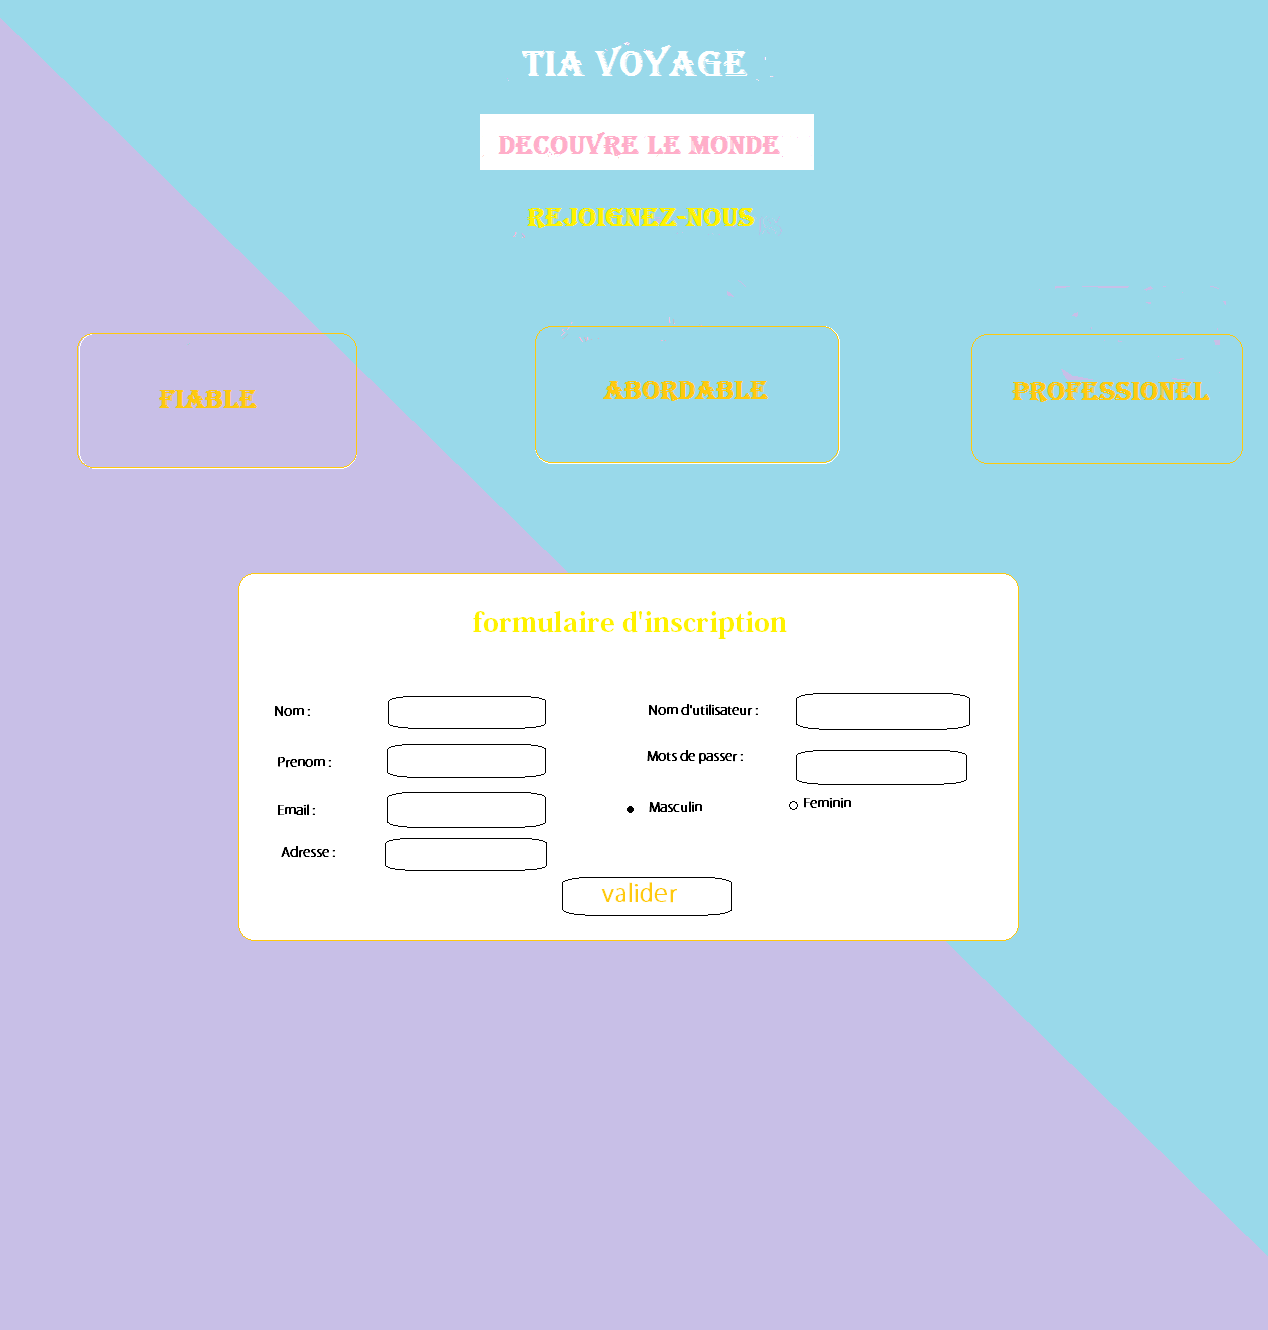 TIA VOYAGE
DECOUVRE LE MONDE
REJOIGNEZ-NOUS
FIABLE
ABORDABLE
PROFESSIONEL
formulaire d'inscription
Nom :
Nom d'utilisateur :
Prenom :
Mots de passer :
Email :
Masculin
Feminin
Adresse :
valider